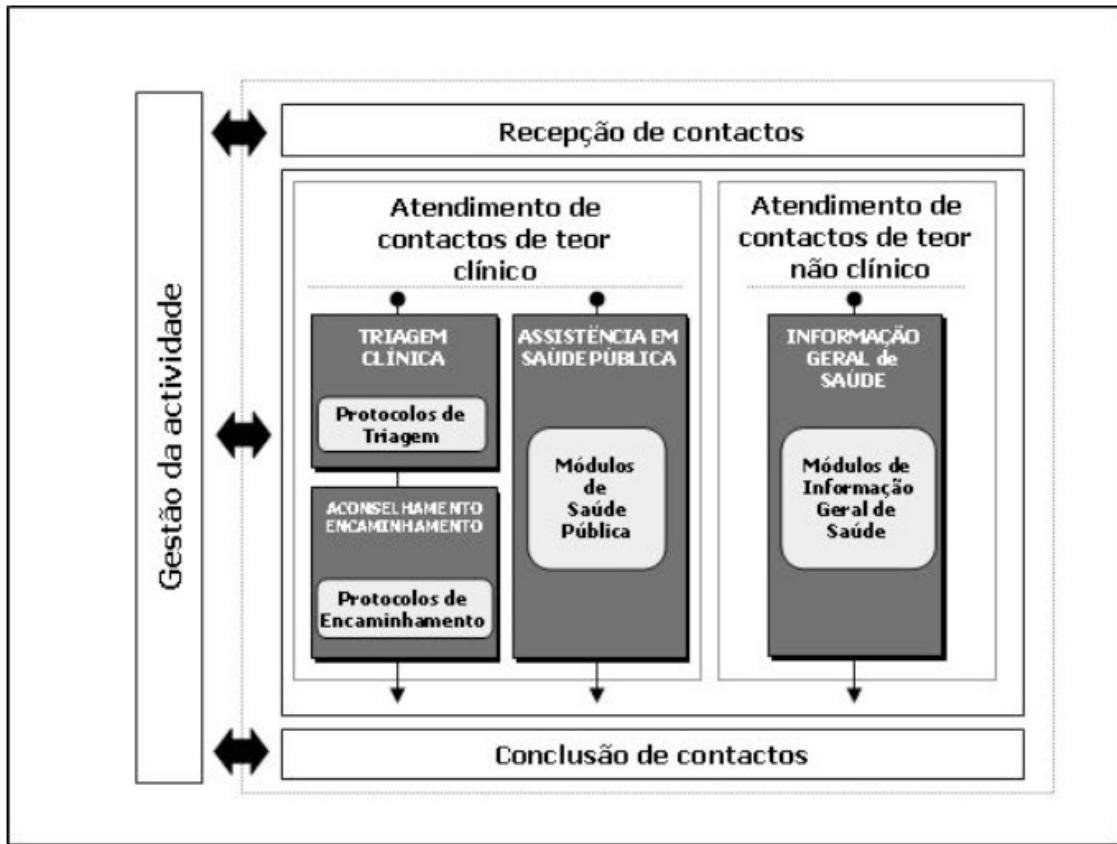 Gestão da actividade
Recepção de contactos
Atendimento de
contactos de teor
clínico
TRIAGEM
CLÍNICA
Protocolos de
Triagem
ACONSELHAMENTO
ENCAMINHAMENTO
Protocolos de
Encaminhamento
ASSISTÊNCIA EM
SAÚDE PÚBLICA
Módulos
de
Saúde
Pública
Atendimento de
contactos de teor
não clínico
INFORMAÇÃO
GERAL de
SAÚDE
Módulos de
Informação
Geral de
Saúde
Conclusão de contactos